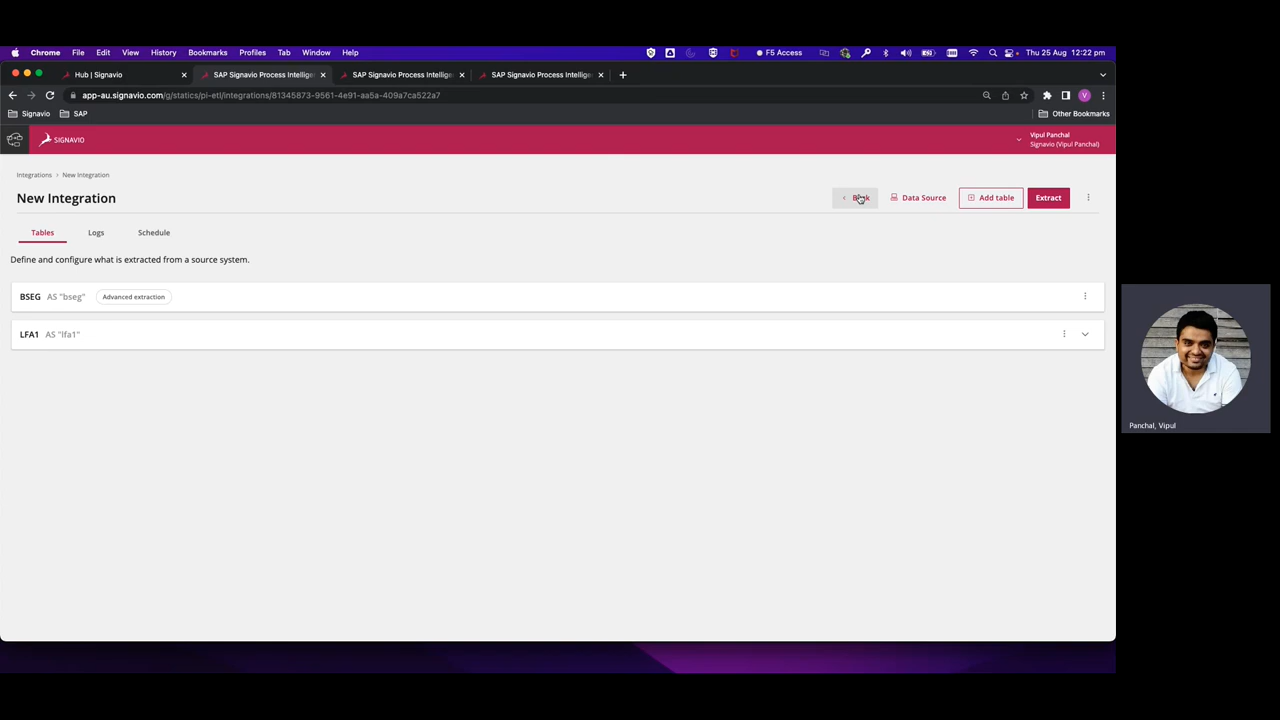 Chrome File Edit View History Bookmarks Profiles Tab Window Help F5 Access Thu 25 Aug 12:22 pm
Hub | Signavio SAP Signavio Process Intellige SAP Signavio Process Intellige SAP Signavio Process Intellige
app-au.signavio.com/g/statics/pi-etl/integrations/81345873-9561-4e91-aa5a-409a7ca522a7
Signavio SAP Other Bookmarks
SIGNAVIO
Vipul Panchal
Signavio (Vipul Panchal)
Integrations > New Integration
New Integration
Data Source Add table Extract
Tables Logs Schedule
Define and configure what is extracted from a source system.
BSEG AS "bseg" Advanced extraction
LFA1 AS "lfa1"
Panchal, Vipul